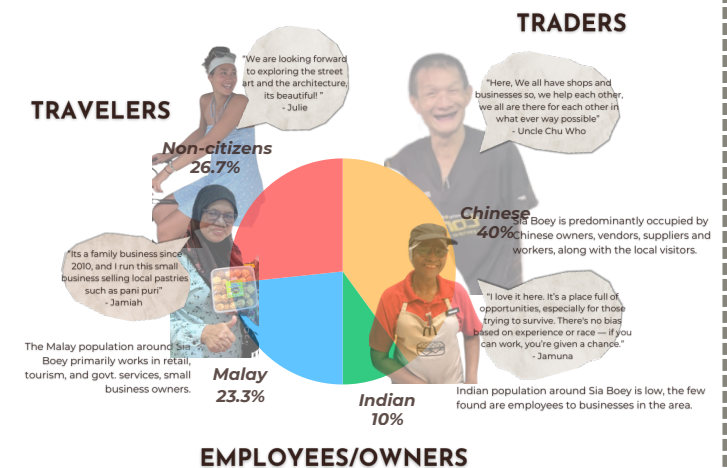 TRADERS
"We are looking forward
to exploring the street
art and the architecture,
its beautiful! "
- Julie
TRAVELERS
"Here, We all have shops and
businesses so, we help each other,
we all are there for each other in
what ever way possible"
- Uncle Chu Who
Non-citizens
26.7%
Chinese
40%
Sia Boey is predominantly occupied by
Chinese owners, vendors, suppliers and
workers, along with the local visitors.
"Its a family business since
2010, and I run this small
business selling local pastries
such as pani puri"
- Jamiah
"I love it here. It's a place full of
opportunities, especially for those
trying to survive. There's no bias
based on experience or race — if you
can work, you're given a chance."
- Jamuna
The Malay population around Sia
Boey primarily works in retail,
tourism, and govt. services, small
business owners.
Malay
23.3%
Indian
10%
Indian population around Sia Boey is low, the few
found are employees to businesses in the area.
EMPLOYEES/OWNERS